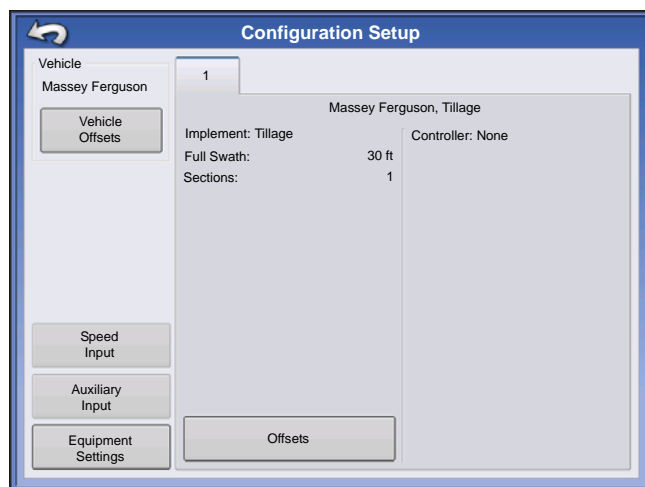 Configuration Setup
Vehicle
Massey Ferguson
Vehicle
Offsets
Speed
Input
Auxiliary
Input
Equipment
Settings
1
Massey Ferguson, Tillage
Implement: Tillage
Full Swath: 30 ft
Sections: 1
Controller: None
Offsets